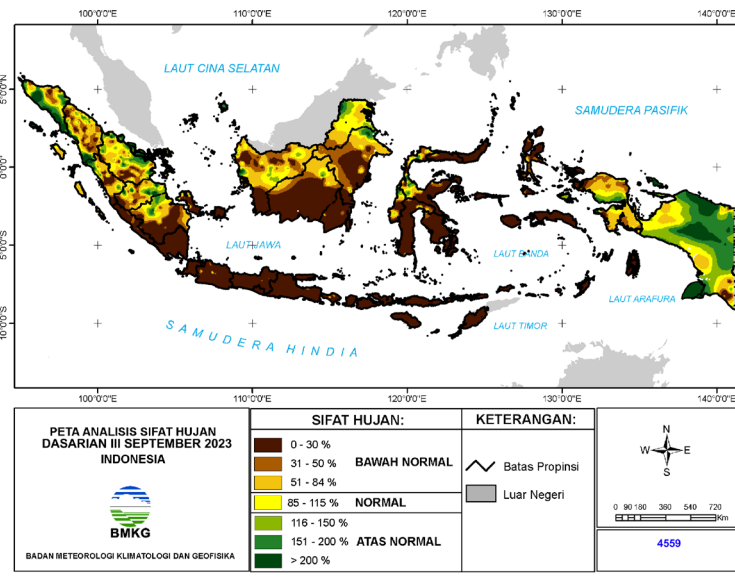 100°0'0"E 110°0'0"E 120°0'0"E 130°0'0"E 140°0'0"E
LAUT CINA SELATAN
5°0'0"N
SAMUDERA PASIFIK
0°0'0"
5°0'0"S
LAUT JAWA
LAUT BANDA
LAUT ARAFURA
10°0'0"S
SAMUDERA HINDIA
LAUT TIMOR
100°0'0"E 110°0'0"E 120°0'0"E 130°0'0"E 140°0'0"E
PETA ANALISIS SIFAT HUJAN
DASARIAN III SEPTEMBER 2023
INDONESIA
BMKG
BADAN METEOROLOGI KLIMATOLOGI DAN GEOFISIKA
SIFAT HUJAN:
0 - 30 %
31 - 50 % BAWAH NORMAL
51 - 84 %
85 - 115 % NORMAL
116 - 150 %
151 - 200 % ATAS NORMAL
> 200 %
KETERANGAN:
Batas Propinsi
Luar Negeri
N
W E
S
0 90 180 360 540 720
Km
4559